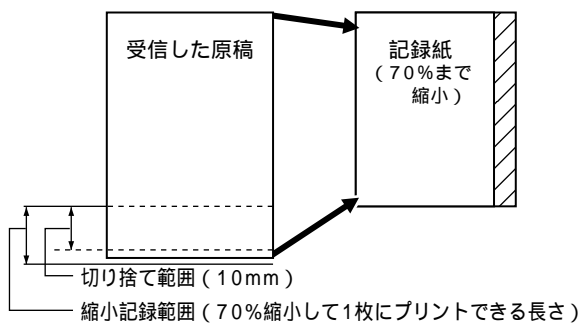 受信した原稿
記録紙
(70%まで
縮小)
切り捨て範囲(10mm)
縮小記録範囲(70%縮小して1枚にプリントできる長さ)